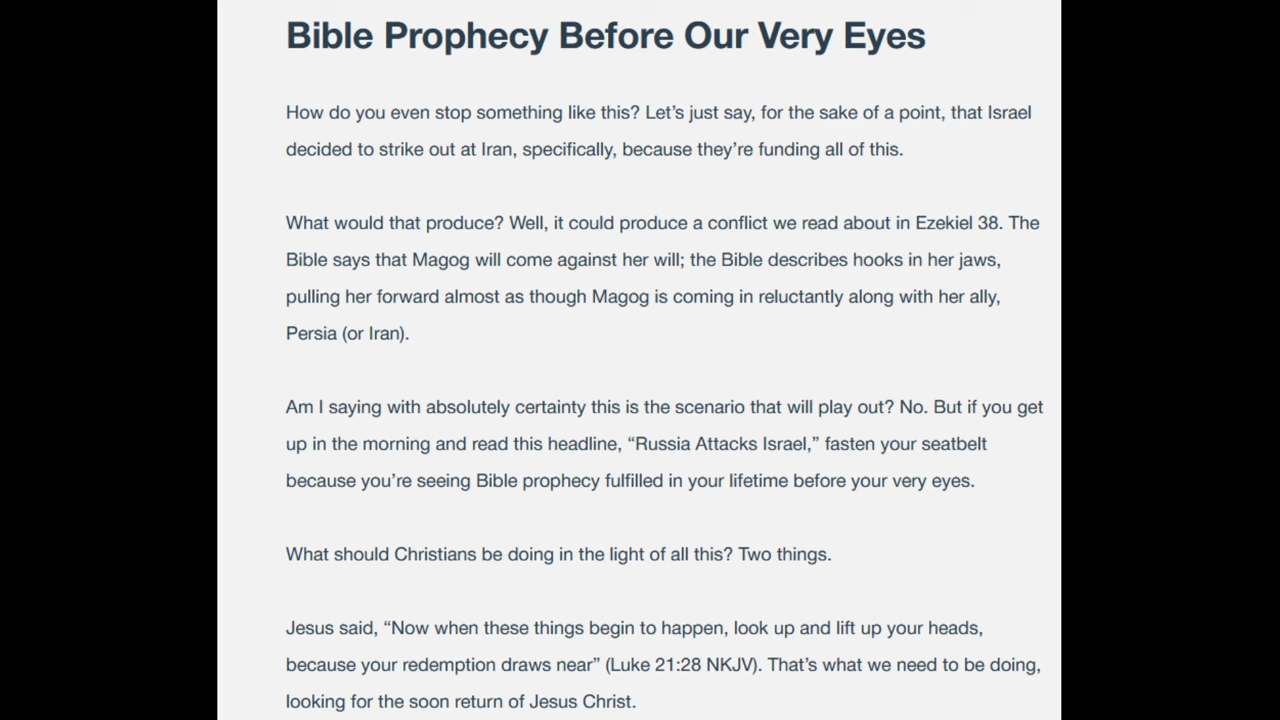 Bible Prophecy Before Our Very Eyes
How do you even stop something like this? Let’s just say, for the sake of a point, that Israel
decided to strike out at Iran, specifically, because they’re funding all of this.
What would that produce? Well, it could produce a conflict we read about in Ezekiel 38. The
Bible says that Magog will come against her will; the Bible describes hooks in her jaws,
pulling her forward almost as though Magog is coming in reluctantly along with her ally,
Persia (or Iran).
Am I saying with absolutely certainty this is the scenario that will play out? No. But if you get
up in the morning and read this headline, “Russia Attacks Israel,” fasten your seatbelt
because you’re seeing Bible prophecy fulfilled in your lifetime before your very eyes.
What should Christians be doing in the light of all this? Two things.
Jesus said, “Now when these things begin to happen, look up and lift up your heads,
because your redemption draws near” (Luke 21:28 NKJV). That’s what we need to be doing,
looking for the soon return of Jesus Christ.